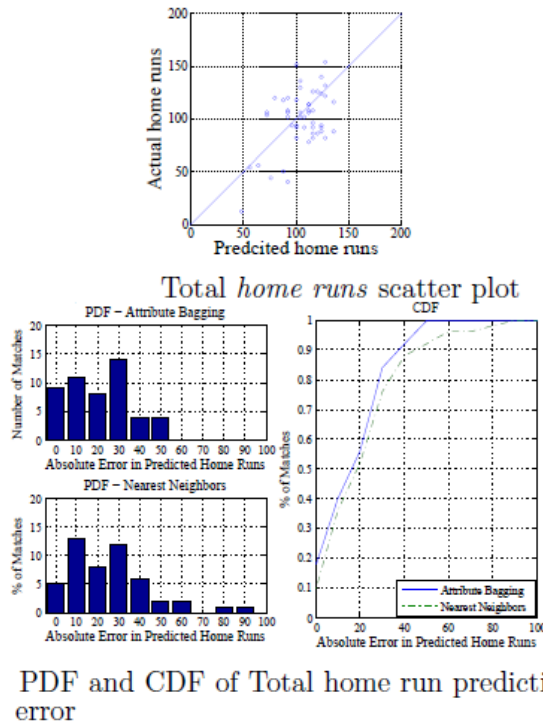 200
150
100
50
0
0 50 100 150 200
Actual home runs
Predcited home runs
Total home runs scatter plot
PDF − Attribute Bagging
20
15
10
5
0
0 10 20 30 40 50 60 70 80 90 100
Number of Matches
Absolute Error in Predicted Home Runs
PDF − Nearest Neighbors
20
15
10
5
0
0 10 20 30 40 50 60 70 80 90 100
% of Matches
Absolute Error in Predicted Home Runs
CDF
1
0.9
0.8
0.7
0.6
0.5
0.4
0.3
0.2
0.1
0
0 20 40 60 80 100
% of Matches
Attribute Bagging
Nearest Neighbors
Absolute Error in Predicted Home Runs
PDF and CDF of Total home run predicti
error